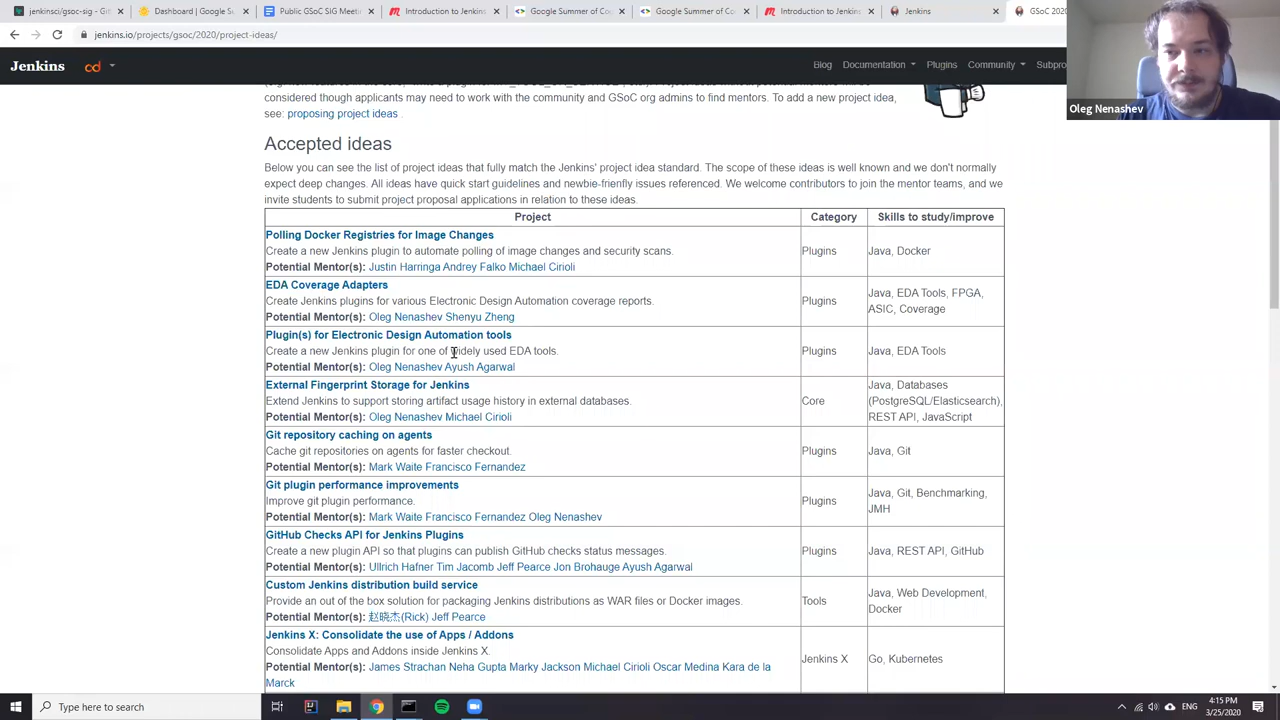 jenkinsci/gsoc-sig - Git
Dashboard | Google Su
Public GSoC SIG Meeti
Introduction to Jenkins
Google Summer of Cog
Google Summer of Co
Introduction to Jenkins
Jenkins
GSoC 2020
jenkins.io/projects/gsoc/2020/project-ideas/
Jenkins
cd
Blog Documentation Plugins Community Subpro
Oleg Nenashev
considered though applicants may need to work with the community and GSoC org admins to find mentors. To add a new project idea,
see: proposing project ideas .
Accepted ideas
Below you can see the list of project ideas that fully match the Jenkins' project idea standard. The scope of these ideas is well known and we don't normally
expect deep changes. All ideas have quick start guidelines and newbie-frienfly issues referenced. We welcome contributors to join the mentor teams, and we
invite students to submit project proposal applications in relation to these ideas.
Project Category Skills to study/improve
Polling Docker Registries for Image Changes
Create a new Jenkins plugin to automate polling of image changes and security scans.
Potential Mentor(s): Justin Harringa Andrey Falko Michael Cirioli
Plugins
Java, Docker
EDA Coverage Adapters
Create Jenkins plugins for various Electronic Design Automation coverage reports.
Potential Mentor(s): Oleg Nenashev Shenyu Zheng
Plugins
Java, EDA Tools, FPGA,
ASIC, Coverage
Plugin(s) for Electronic Design Automation tools
Create a new Jenkins plugin for one of widely used EDA tools.
Potential Mentor(s): Oleg Nenashev Ayush Agarwal
Plugins
Java, EDA Tools
External Fingerprint Storage for Jenkins
Extend Jenkins to support storing artifact usage history in external databases.
Potential Mentor(s): Oleg Nenashev Michael Cirioli
Core
Java, Databases
(PostgreSQL/Elasticsearch),
REST API, JavaScript
Git repository caching on agents
Cache git repositories on agents for faster checkout.
Potential Mentor(s): Mark Waite Francisco Fernandez
Plugins
Java, Git
Git plugin performance improvements
Improve git plugin performance.
Potential Mentor(s): Mark Waite Francisco Fernandez Oleg Nenashev
Plugins
Java, Git, Benchmarking,
JMH
GitHub Checks API for Jenkins Plugins
Create a new plugin API so that plugins can publish GitHub checks status messages.
Potential Mentor(s): Ullrich Hafner Tim Jacomb Jeff Pearce Jon Brohauge Ayush Agarwal
Plugins
Java, REST API, GitHub
Custom Jenkins distribution build service
Provide an out of the box solution for packaging Jenkins distributions as WAR files or Docker images.
Potential Mentor(s): 赵晓杰(Rick) Jeff Pearce
Tools
Java, Web Development,
Docker
Jenkins X: Consolidate the use of Apps / Addons
Consolidate Apps and Addons inside Jenkins X.
Potential Mentor(s): James Strachan Neha Gupta Marky Jackson Michael Cirioli Oscar Medina Kara de la
Marck
Jenkins X
Go, Kubernetes
Type here to search
ENG
4:15 PM
3/25/2020